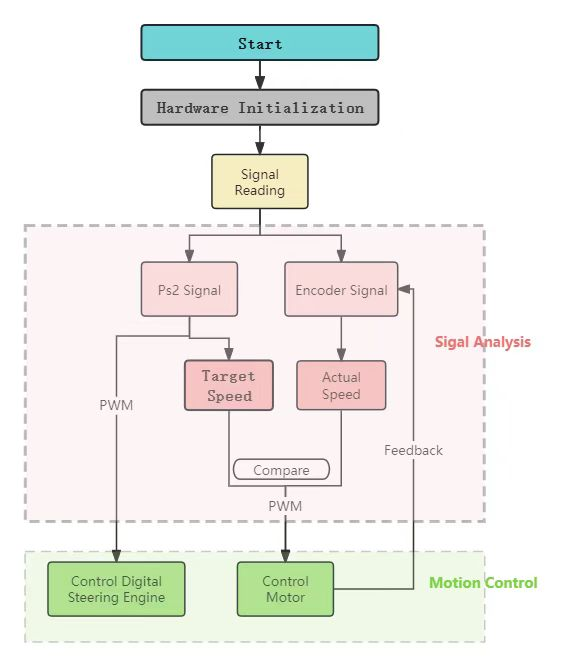 Start
Hardware Initialization
Signal
Reading
Ps2 Signal
Encoder Signal
Sigal Analysis
Target
Speed
Actual
Speed
PWM
Feedback
Compare
PWM
Control Digital
Steering Engine
Control
Motor
Motion Control